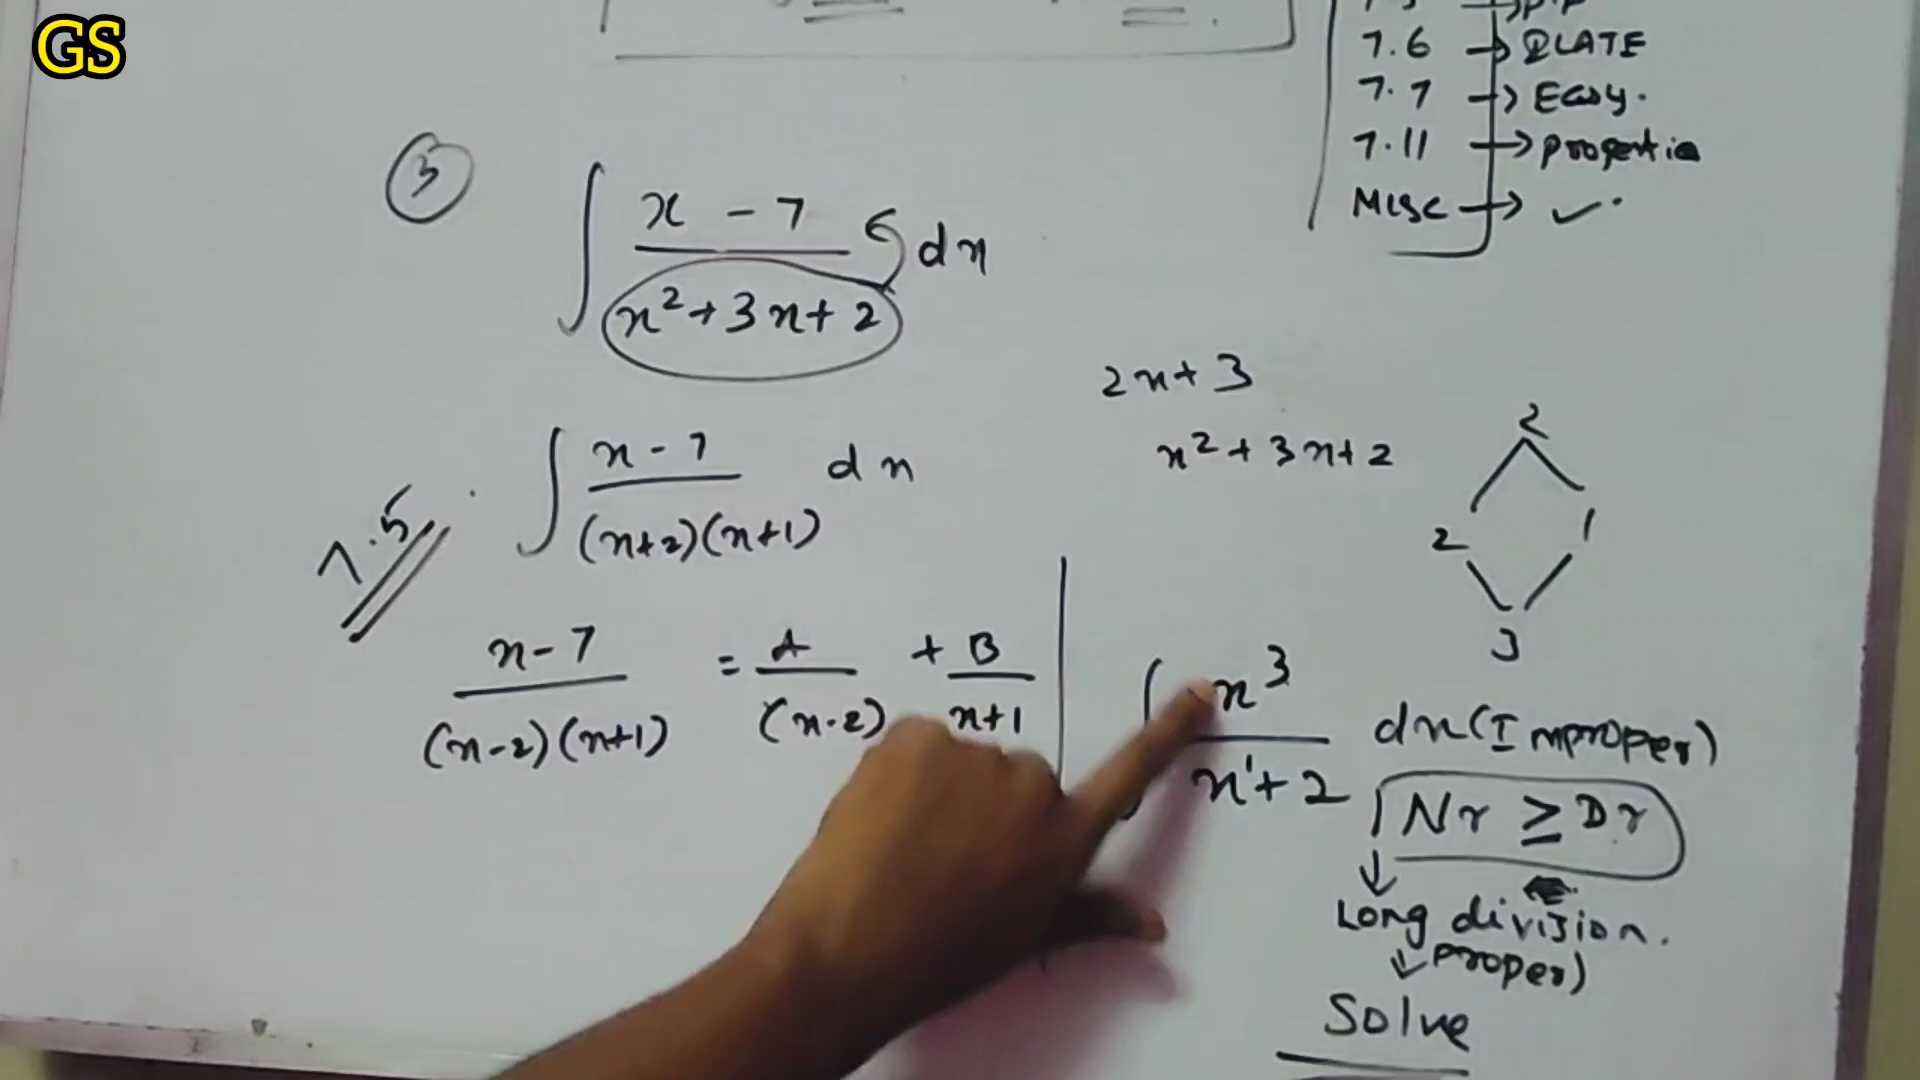 GS
7.6 → ILATE
7.7 → Easy.
7.11 → propertie
Misc → ✓.
3
∫ x - 7 / x²+3x+2 dx
2x+3
x²+3x+2
2
2 1
3
7.5
∫ x-7 / (x+2)(x+1) dx
x-7 / (x-2)(x+1) = A / (x-2) + B / x+1
∫ x³ / x¹+2 dx (Improper)
Nr ≥ Dr
↓
Long division.
↓ proper)
Solve